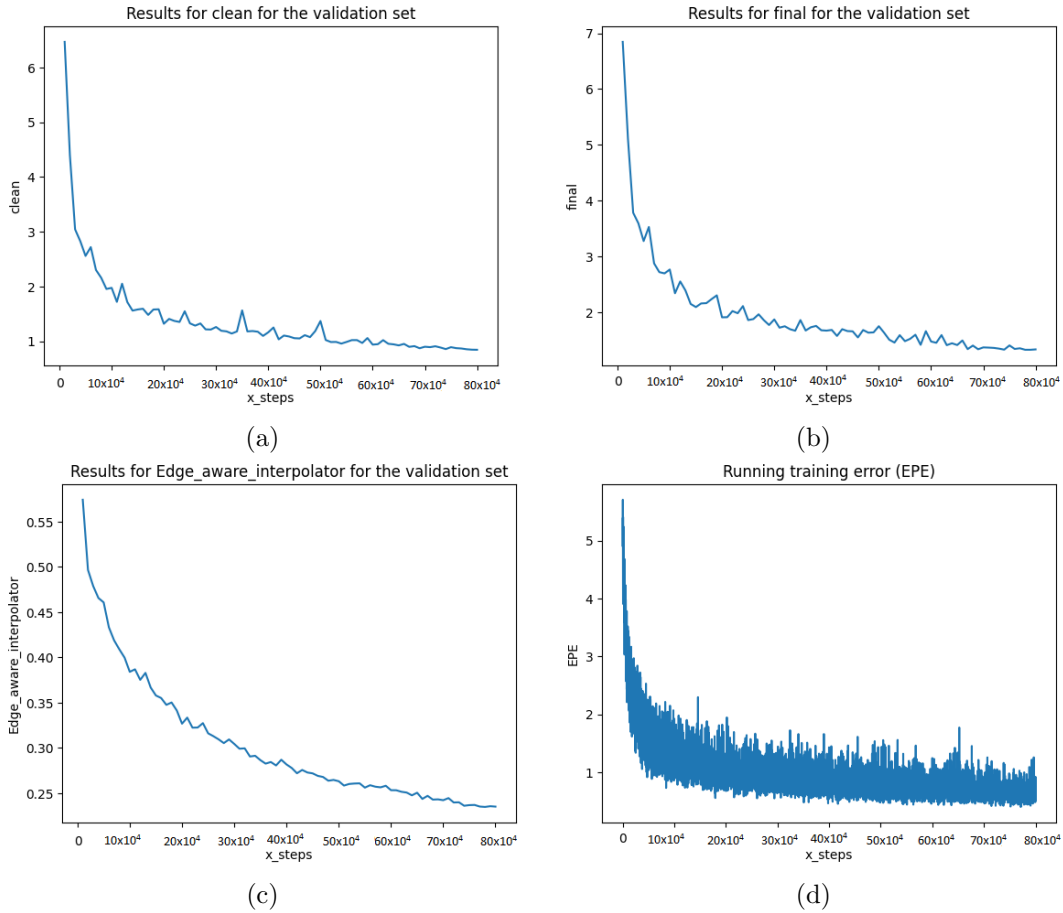 Results for clean for the validation set
clean
6
5
4
3
2
1
0 10x10⁴ 20x10⁴ 30x10⁴ 40x10⁴ 50x10⁴ 60x10⁴ 70x10⁴ 80x10⁴
x_steps
(a)
Results for final for the validation set
final
7
6
5
4
3
2
0 10x10⁴ 20x10⁴ 30x10⁴ 40x10⁴ 50x10⁴ 60x10⁴ 70x10⁴ 80x10⁴
x_steps
(b)
Results for Edge_aware_interpolator for the validation set
Edge_aware_interpolator
0.55
0.50
0.45
0.40
0.35
0.30
0.25
0 10x10⁴ 20x10⁴ 30x10⁴ 40x10⁴ 50x10⁴ 60x10⁴ 70x10⁴ 80x10⁴
x_steps
(c)
Running training error (EPE)
EPE
5
4
3
2
1
0 10x10⁴ 20x10⁴ 30x10⁴ 40x10⁴ 50x10⁴ 60x10⁴ 70x10⁴ 80x10⁴
x_steps
(d)